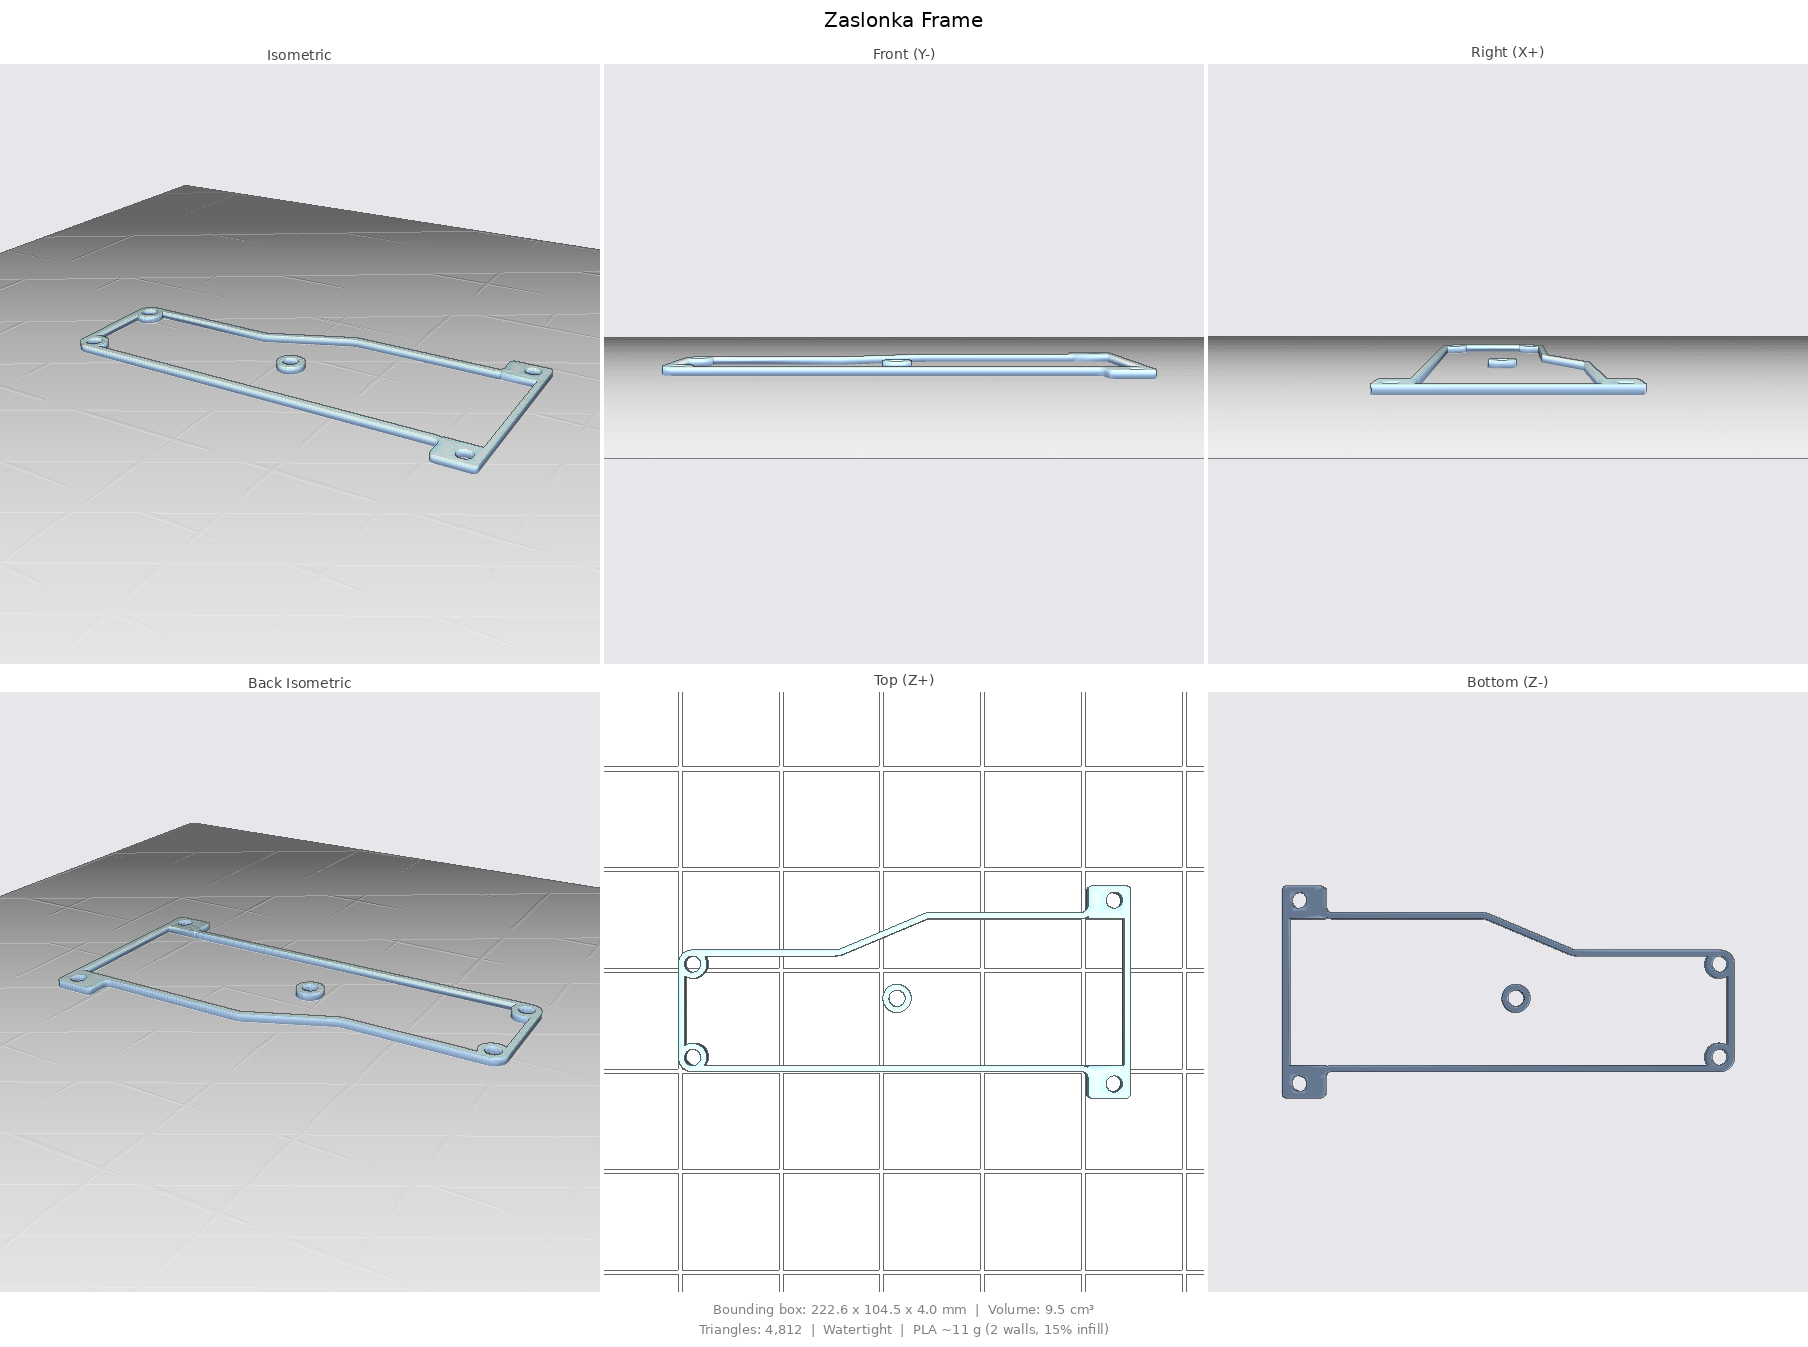 Zaslonka Frame
Isometric
Front (Y-)
Right (X+)
Back Isometric
Top (Z+)
Bottom (Z-)
Bounding box: 222.6 x 104.5 x 4.0 mm | Volume: 9.5 cm³
Triangles: 4,812 | Watertight | PLA ~11 g (2 walls, 15% infill)